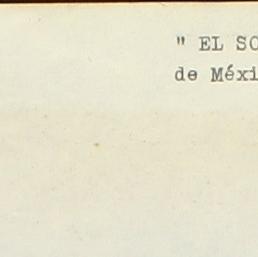 " EL SO
de Méxi